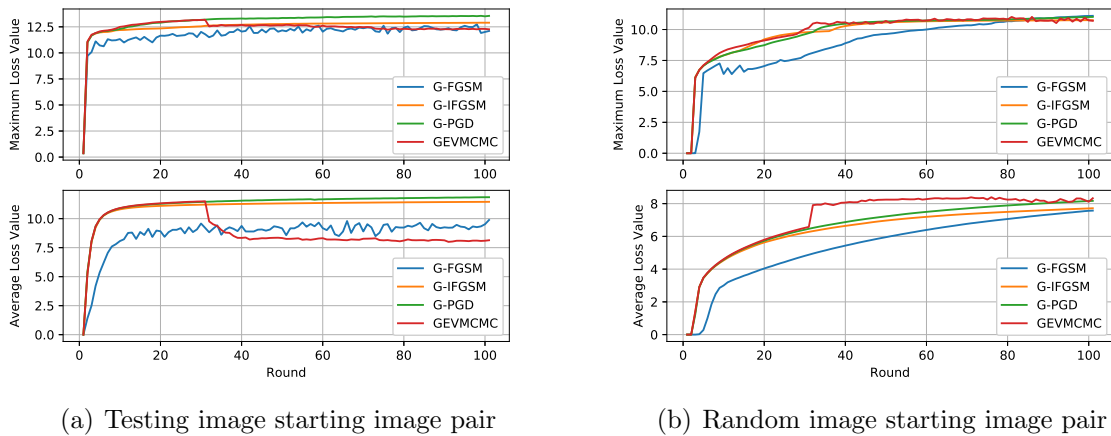 Maximum Loss Value
12.5
10.0
7.5
5.0
2.5
0.0
0 20 40 60 80 100
G-FGSM
G-IFGSM
G-PGD
GEVMCMC
Average Loss Value
10.0
7.5
5.0
2.5
0.0
0 20 40 60 80 100
Round
G-FGSM
G-IFGSM
G-PGD
GEVMCMC
(a) Testing image starting image pair
Maximum Loss Value
10.0
7.5
5.0
2.5
0.0
0 20 40 60 80 100
G-FGSM
G-IFGSM
G-PGD
GEVMCMC
Average Loss Value
8
6
4
2
0
0 20 40 60 80 100
Round
G-FGSM
G-IFGSM
G-PGD
GEVMCMC
(b) Random image starting image pair